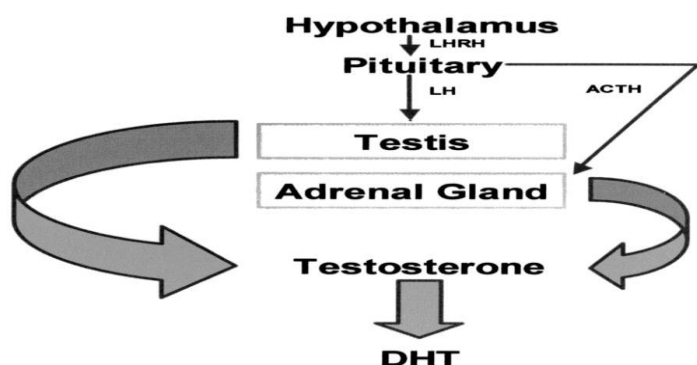 Hypothalamus
LHRH
Pituitary
LH
ACTH
Testis
Adrenal Gland
Testosterone
DHT